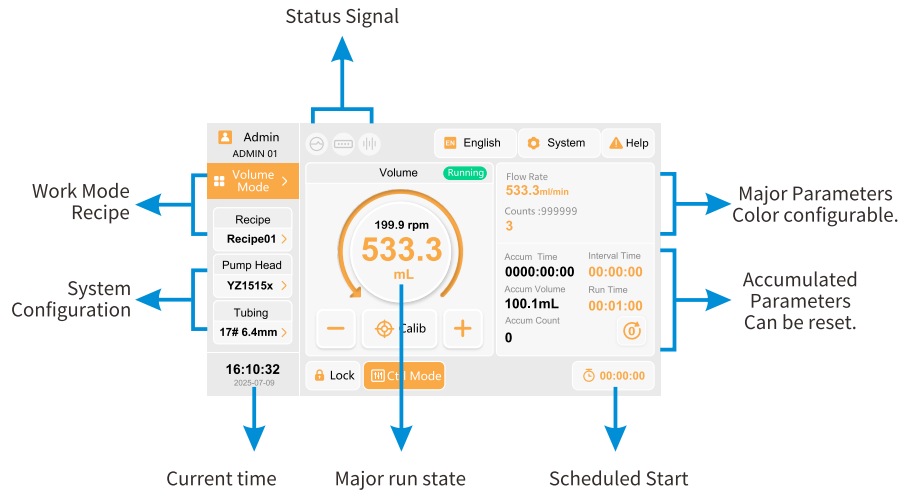 Status Signal
Admin
ADMIN 01
EN English
System
Help
Volume
Mode
Volume
Running
Flow Rate
533.3ml/min
Counts :999999
3
Work Mode
Recipe
Recipe
Recipe01
199.9 rpm
533.3
mL
Major Parameters
Color configurable.
Pump Head
YZ1515x
System
Configuration
Tubing
17# 6.4mm
Calib
Accum Time
0000:00:00
Interval Time
00:00:00
Accum Volume
100.1mL
Run Time
00:01:00
Accum Count
0
0
Accumulated
Parameters
Can be reset.
16:10:32
2025-07-09
Lock
Ctrl Mode
00:00:00
Current time
Major run state
Scheduled Start